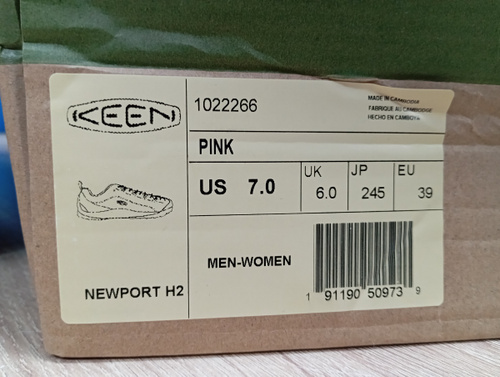 KEEN
1022266
MADE IN CAMBODIA
FABRIQUE AU CAMBODGE
HECHO EN CAMBOYA
PINK
US 7.0
UK
6.0
JP
245
EU
39
MEN-WOMEN
NEWPORT H2
1 91190 50973 9